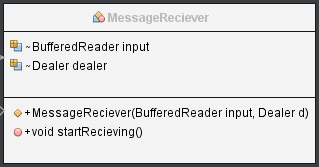 MessageReciever
~BufferedReader input
~Dealer dealer
+MessageReciever(BufferedReader input, Dealer d)
+void startRecieving()